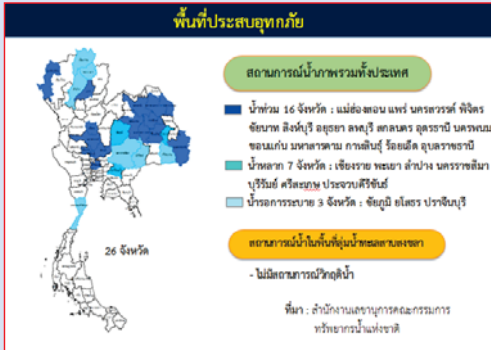 พื้นที่ประสบอุทกภัย
สถานการณ์น้ำภาพรวมทั้งประเทศ
น้ำท่วม 16 จังหวัด : แม่ฮ่องสอน แพร่ นครสวรรค์ พิจิตร
ชัยนาท สิงห์บุรี อยุธยา ลพบุรี สกลนคร อุดรธานี นครพนม
ขอนแก่น มหาสารคาม กาฬสินธุ์ ร้อยเอ็ด อุบลราชธานี
น้ำหลาก 7 จังหวัด : เชียงราย พะเยา ลำปาง นครราชสีมา
บุรีรัมย์ ศรีสะเกษ ประจวบคีรีขันธ์
น้ำรอการระบาย 3 จังหวัด : ชัยภูมิ ยโสธร ปราจีนบุรี
26 จังหวัด
สถานการณ์น้ำในพื้นที่ลุ่มน้ำทะเลสาบสงขลา
- ไม่มีสถานการณ์วิกฤติน้ำ
ที่มา : สำนักงานเลขานุการคณะกรรมการ
ทรัพยากรน้ำแห่งชาติ